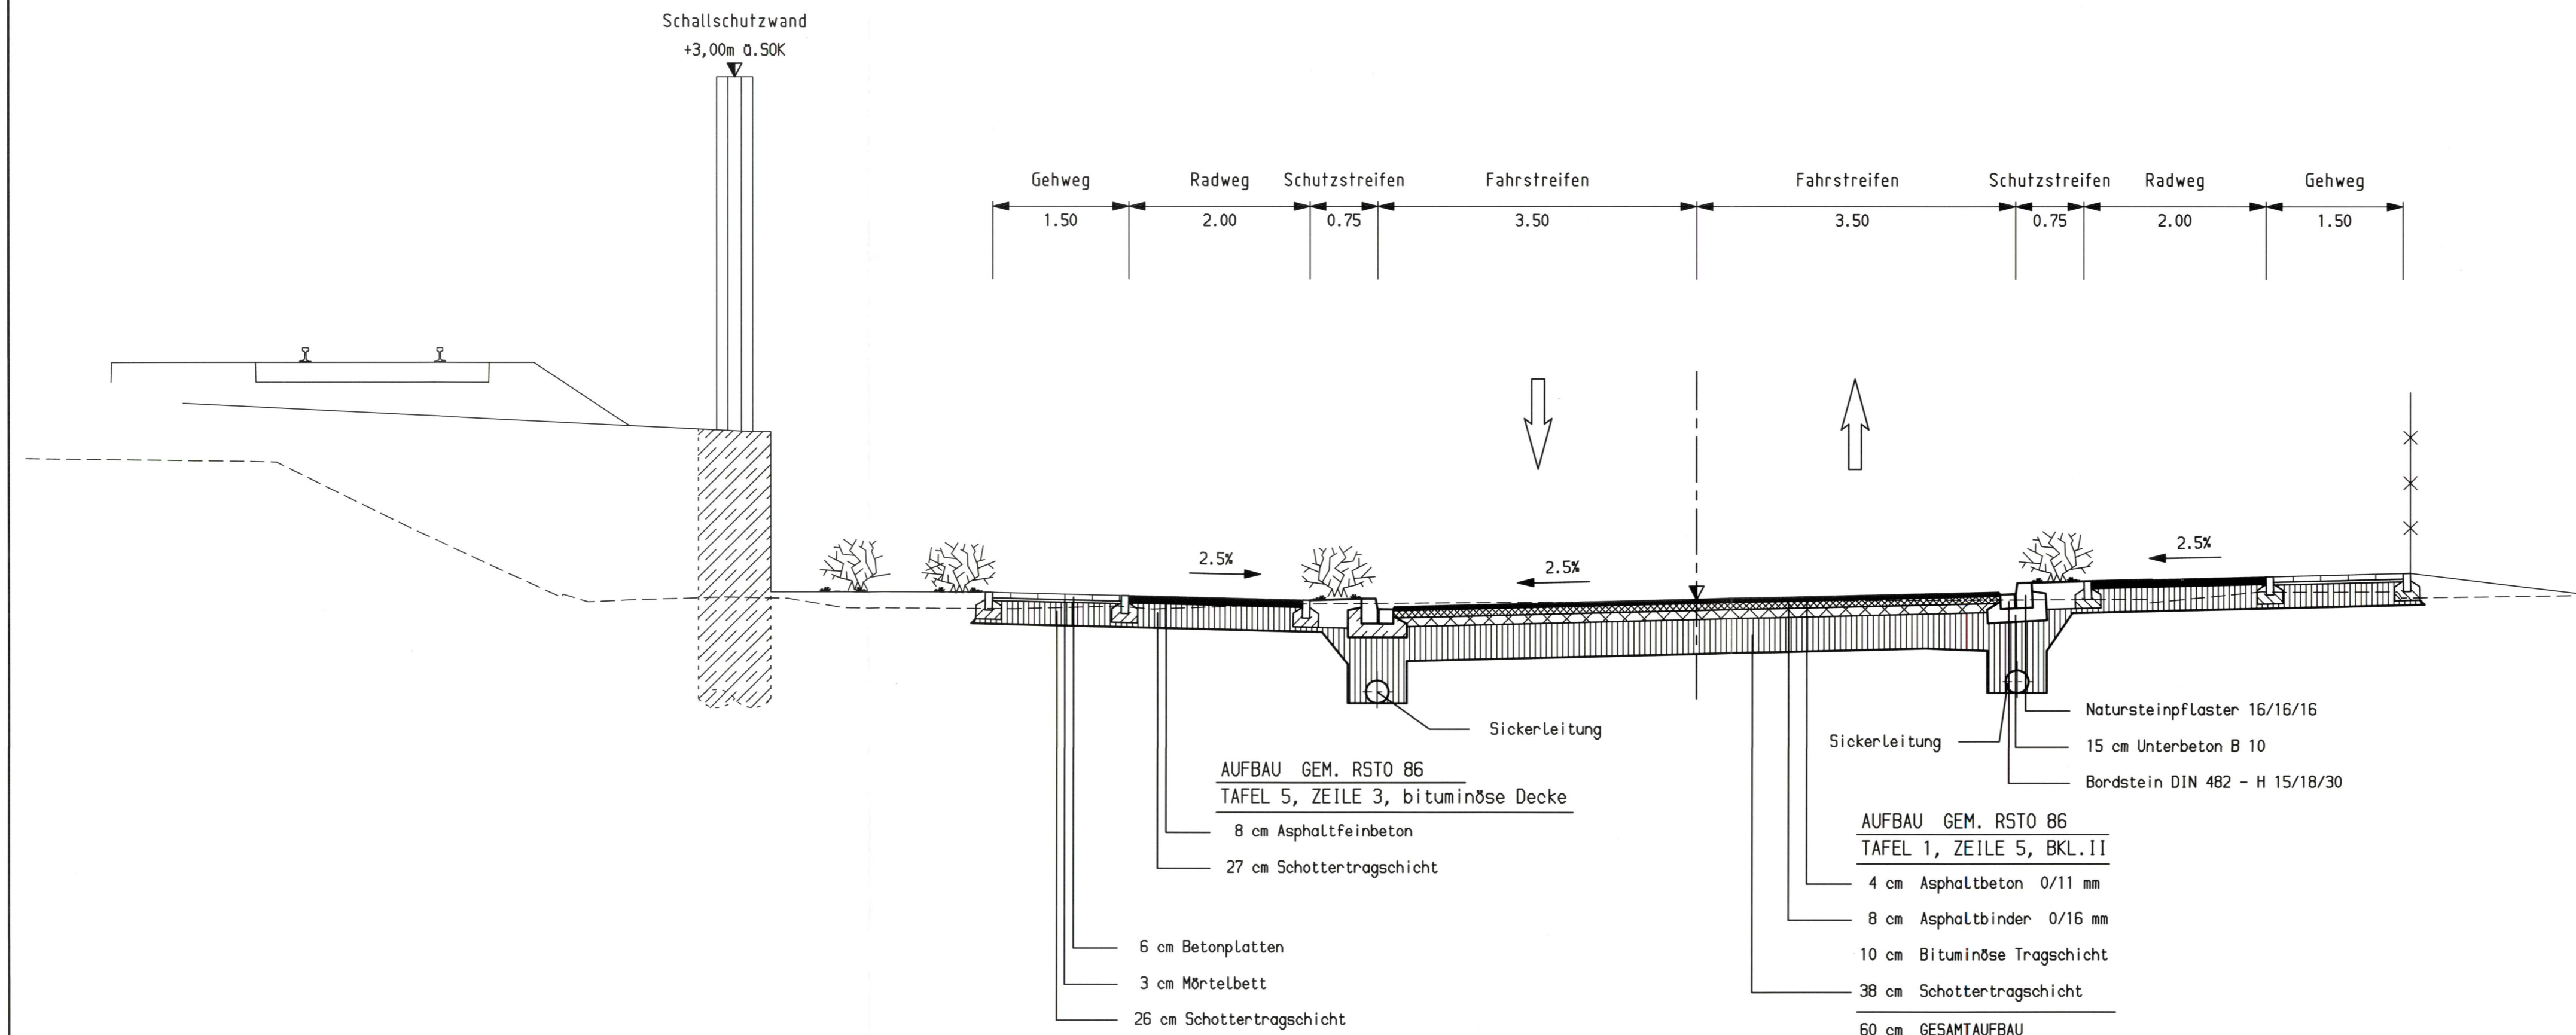 Schallschutzwand
+3,00m ü.SOK
Gehweg Radweg Schutzstreifen Fahrstreifen Fahrstreifen Schutzstreifen Radweg Gehweg
1.50 2.00 0.75 3.50 3.50 0.75 2.00 1.50
2.5% 2.5% 2.5%
Sickerleitung
Sickerleitung
Natursteinpflaster 16/16/16
15 cm Unterbeton B 10
Bordstein DIN 482 - H 15/18/30
AUFBAU GEM. RSTO 86
TAFEL 5, ZEILE 3, bituminöse Decke
8 cm Asphaltfeinbeton
27 cm Schottertragschicht
6 cm Betonplatten
3 cm Mörtelbett
26 cm Schottertragschicht
AUFBAU GEM. RSTO 86
TAFEL 1, ZEILE 5, BKL.II
4 cm Asphaltbeton 0/11 mm
8 cm Asphaltbinder 0/16 mm
10 cm Bituminöse Tragschicht
38 cm Schottertragschicht
60 cm GESAMTAUFBAU